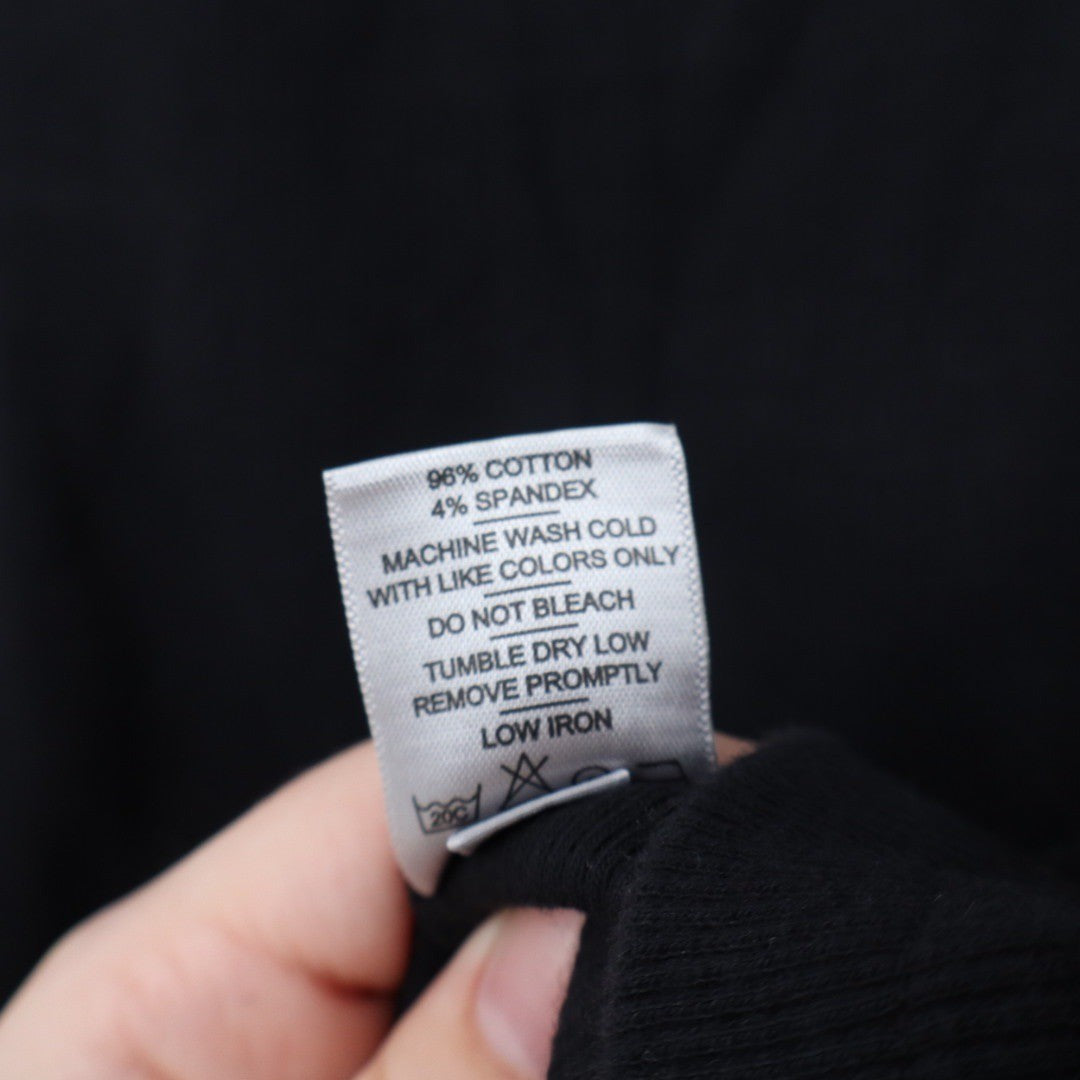 96% COTTON
4% SPANDEX
MACHINE WASH COLD
WITH LIKE COLORS ONLY
DO NOT BLEACH
TUMBLE DRY LOW
REMOVE PROMPTLY
LOW IRON
20C